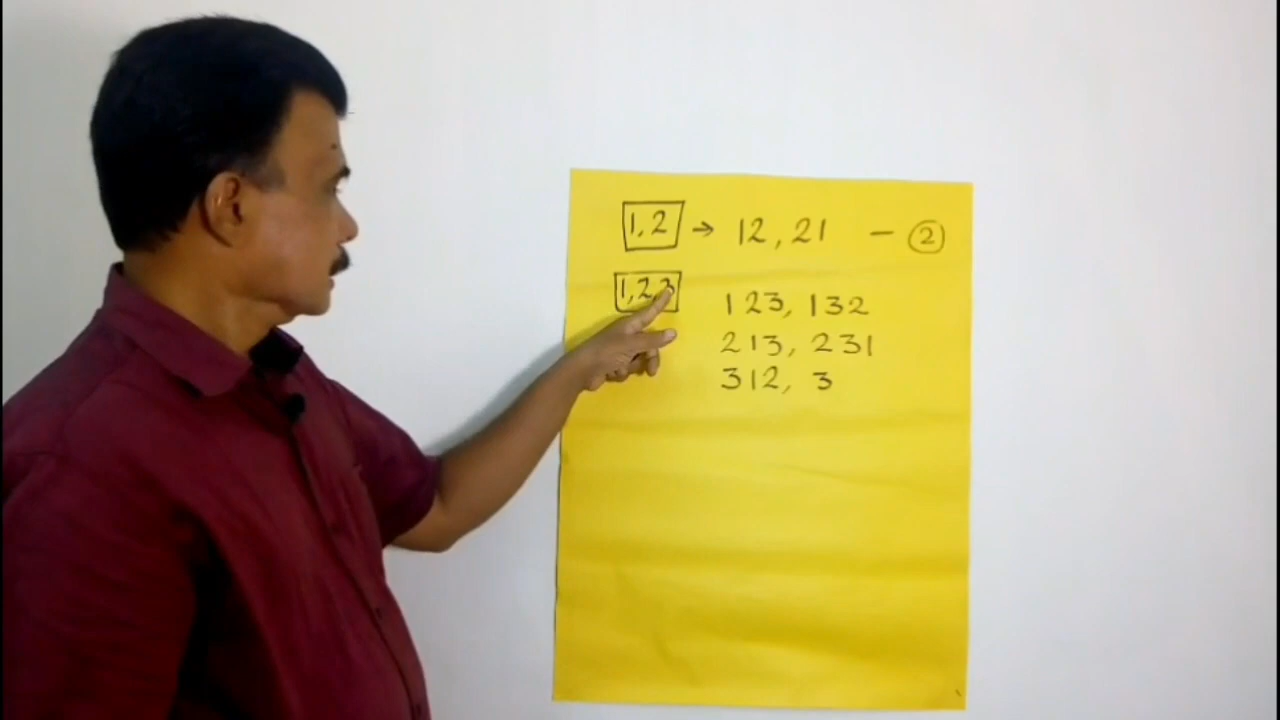 1,2 → 12, 21 – 2
1,2,3 123, 132
213, 231
312, 3